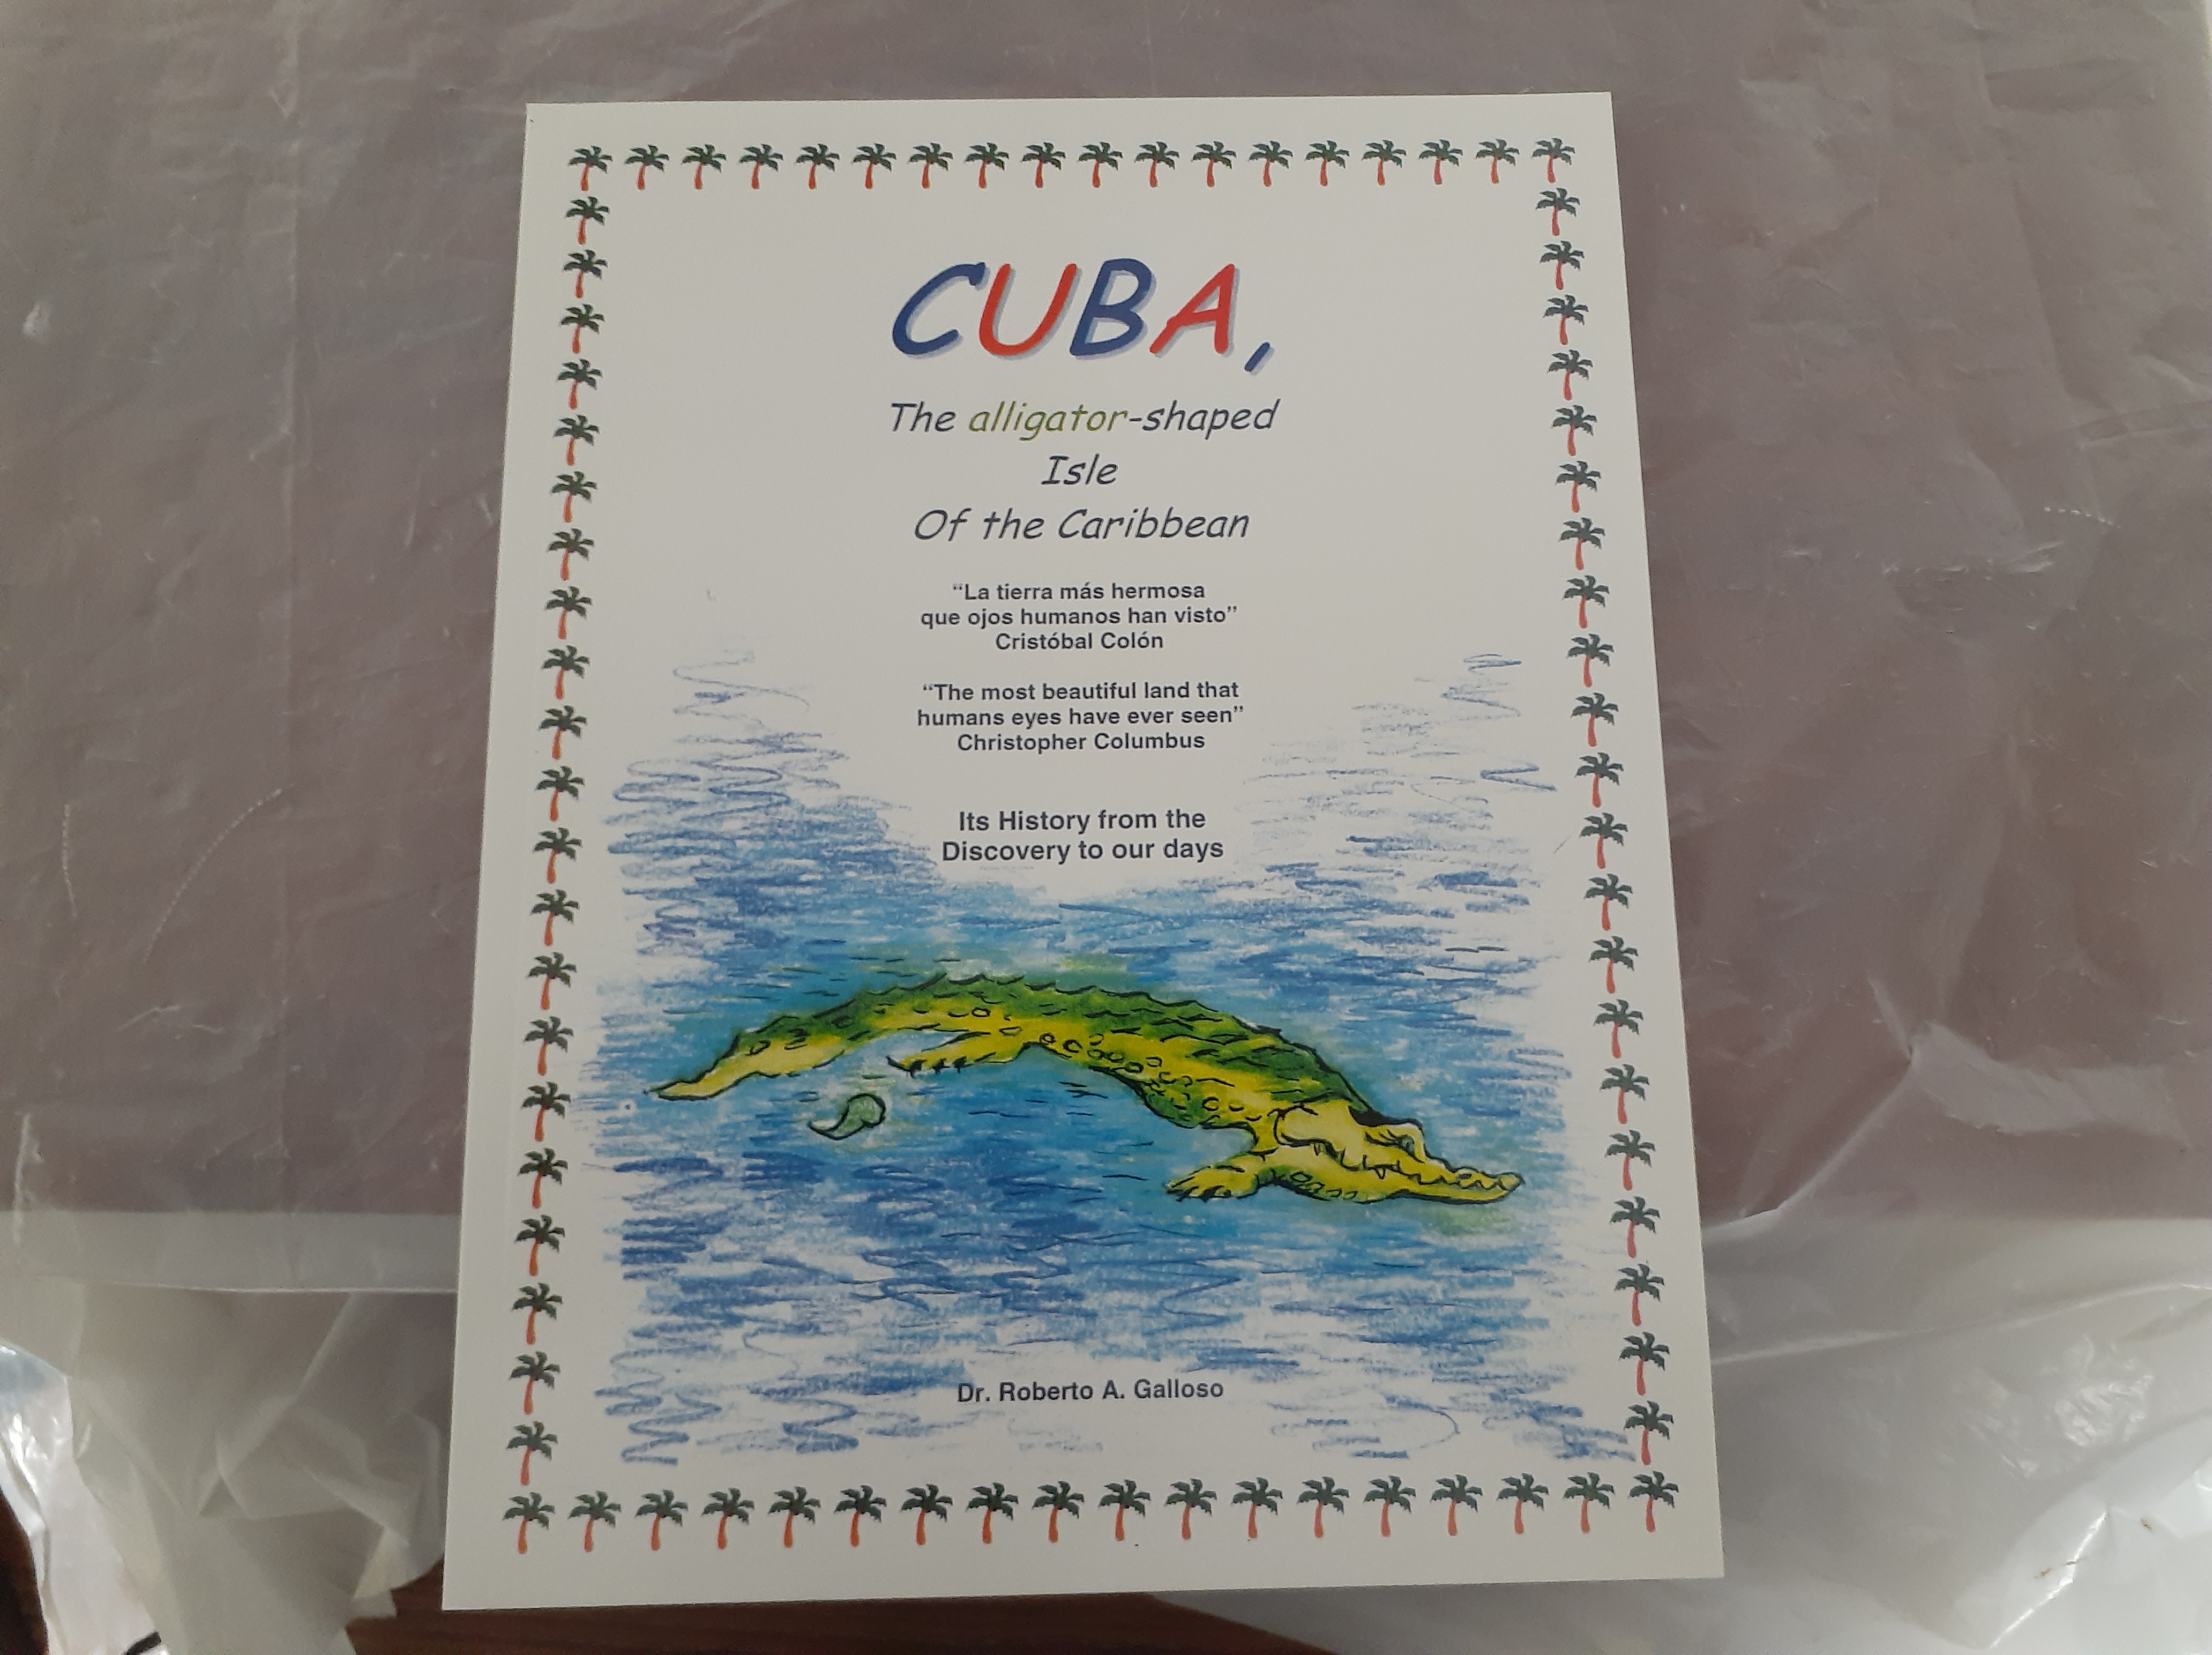 CUBA,
The alligator-shaped
Isle
Of the Caribbean
“La tierra más hermosa
que ojos humanos han visto”
Cristóbal Colón
“The most beautiful land that
humans eyes have ever seen”
Christopher Columbus
Its History from the
Discovery to our days
Dr. Roberto A. Galloso